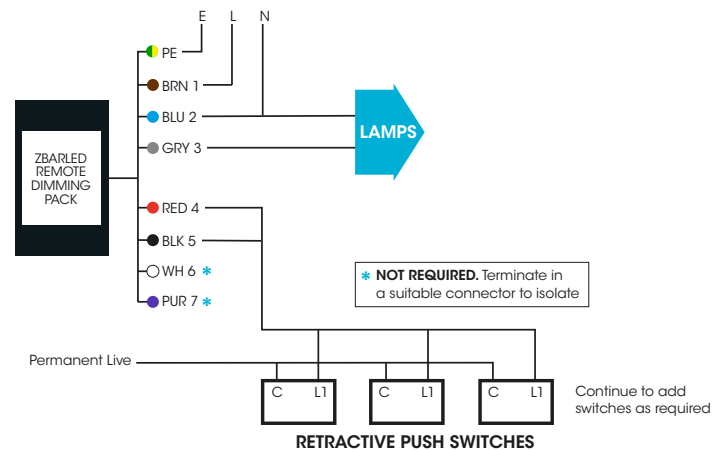 E L N
PE
BRN 1
BLU 2
GRY 3
LAMPS
ZBARLED
REMOTE
DIMMING
PACK
RED 4
BLK 5
WH 6 *
PUR 7 *
* NOT REQUIRED. Terminate in
a suitable connector to isolate
Permanent Live
C L1 C L1 C L1
Continue to add
switches as required
RETRACTIVE PUSH SWITCHES